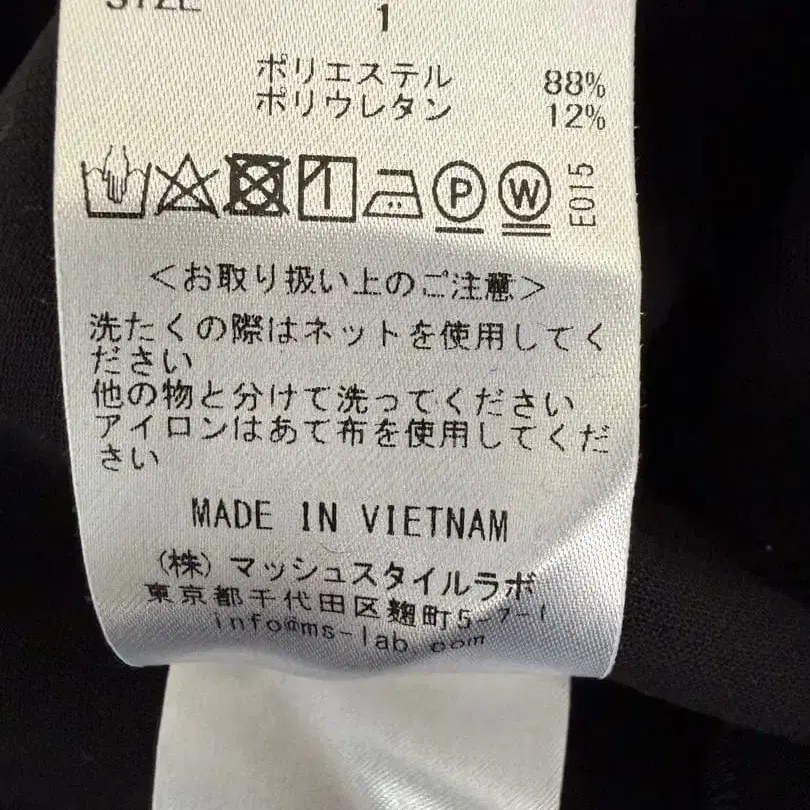 SIZE
1
ポリエステル 88%
ポリウレタン 12%
P W E015
＜お取り扱い上のご注意＞
洗たくの際はネットを使用してく
ださい
他の物と分けて洗ってください
アイロンはあて布を使用してくだ
さい
MADE IN VIETNAM
(株) マッシュスタイルラボ
東京都千代田区麹町5-7-1
info@ms-lab.com